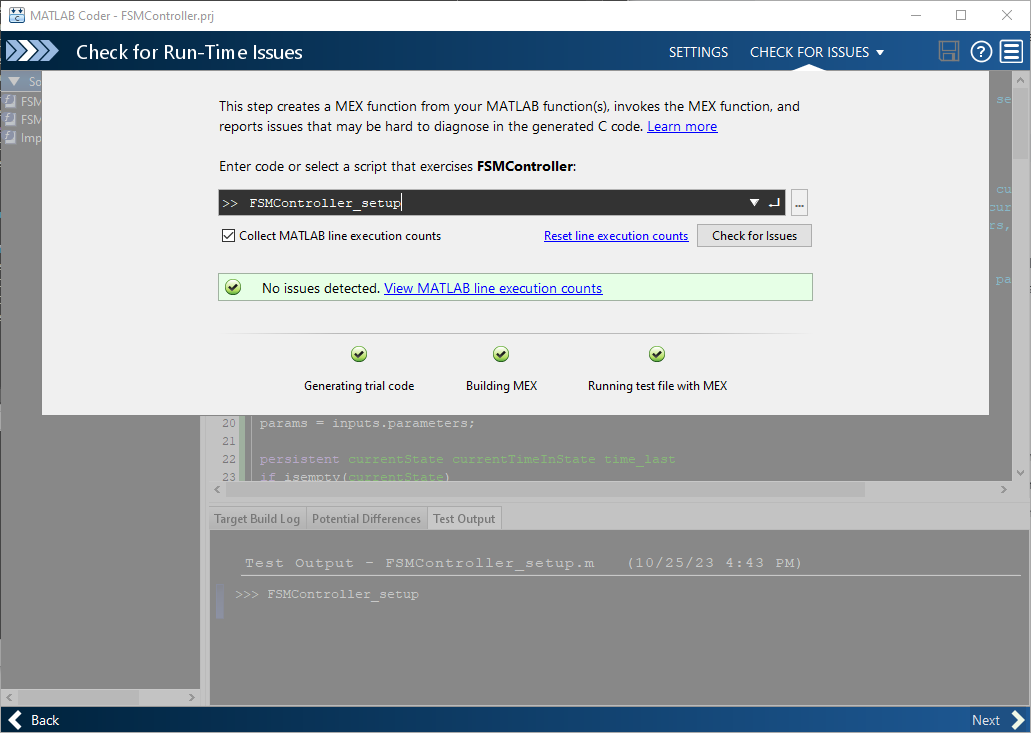 MATLAB Coder - FSMController.prj
Check for Run-Time Issues
SETTINGS CHECK FOR ISSUES
So
FSM
FSM
Imp
This step creates a MEX function from your MATLAB function(s), invokes the MEX function, and
reports issues that may be hard to diagnose in the generated C code. Learn more
Enter code or select a script that exercises FSMController:
>> FSMController_setup
...
Collect MATLAB line execution counts
Reset line execution counts
Check for Issues
No issues detected. View MATLAB line execution counts
Generating trial code
Building MEX
Running test file with MEX
se
cu
cur
rs,
pa
20 params = inputs.parameters;
21
22 persistent currentState currentTimeInState time_last
23 if isempty(currentState)
Target Build Log Potential Differences Test Output
Test Output - FSMController_setup.m (10/25/23 4:43 PM)
>>> FSMController_setup
Back
Next